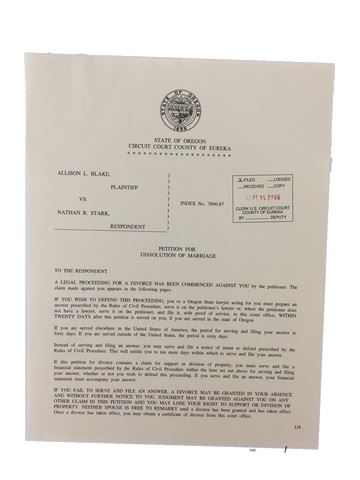 STATE OF OREGON
1859
STATE OF OREGON
CIRCUIT COURT COUNTY OF EUREKA
ALLISON L. BLAKE,
PLAINTIFF
VS.
NATHAN R. STARK,
RESPONDENT
INDEX No. 7890-87
X FILED LODGED
RECEIVED COPY
CLERK U.S. CIRCUIT COURT
COUNTY OF EUREKA
BY DEPUTY
PETITION FOR
DISSOLUTION OF MARRIAGE
TO THE RESPONDENT
A LEGAL PROCEEDING FOR A DIVORCE HAS BEEN COMMENCED AGAINST YOU by the petitioner. The
claim made against you appears in the following pages.
IF YOU WISH TO DEFEND THIS PROCEEDING, you or a Oregon State lawyer acting for you must prepare an
answer prescribed by the Rules of Civil Procedure, serve it on the petitioner's lawyer or, where the petitioner does
not have a lawyer, serve it on the petitioner, and file it, with proof of service, in this court office, WITHIN
TWENTY DAYS after this petition is served on you, if you are served in the state of Oregon.
If you are served elsewhere in the United States of America, the period for serving and filing your answer is
forty days. If you are served outside of the United States, the period is sixty days.
Instead of serving and filing an answer, you may serve and file a notice of intent to defend prescribed by the
Rules of Civil Procedure. This will entitle you to ten more days within which to serve and file your answer.
If this petition for divorce contains a claim for support or division of property, you must serve and file a
financial statement prescribed by the Rules of Civil Procedure within the time set out above for serving and filing
your answer, whether or not you wish to defend this proceeding. If you serve and file an answer, your financial
statement must accompany your answer.
IF YOU FAIL TO SERVE AND FILE AN ANSWER, A DIVORCE MAY BE GRANTED IN YOUR ABSENCE
AND WITHOUT FURTHER NOTICE TO YOU, JUDGMENT MAY BE GRANTED AGAINST YOU ON ANY
OTHER CLAIM IN THIS PETITION AND YOU MAY LOSE YOUR RIGHT TO SUPPORT OR DIVISION OF
PROPERTY. NEITHER SPOUSE IS FREE TO REMARRY until a divorce has been granted and has taken effect.
Once a divorce has taken effect, you may obtain a certificate of divorce from this court office.
1/4